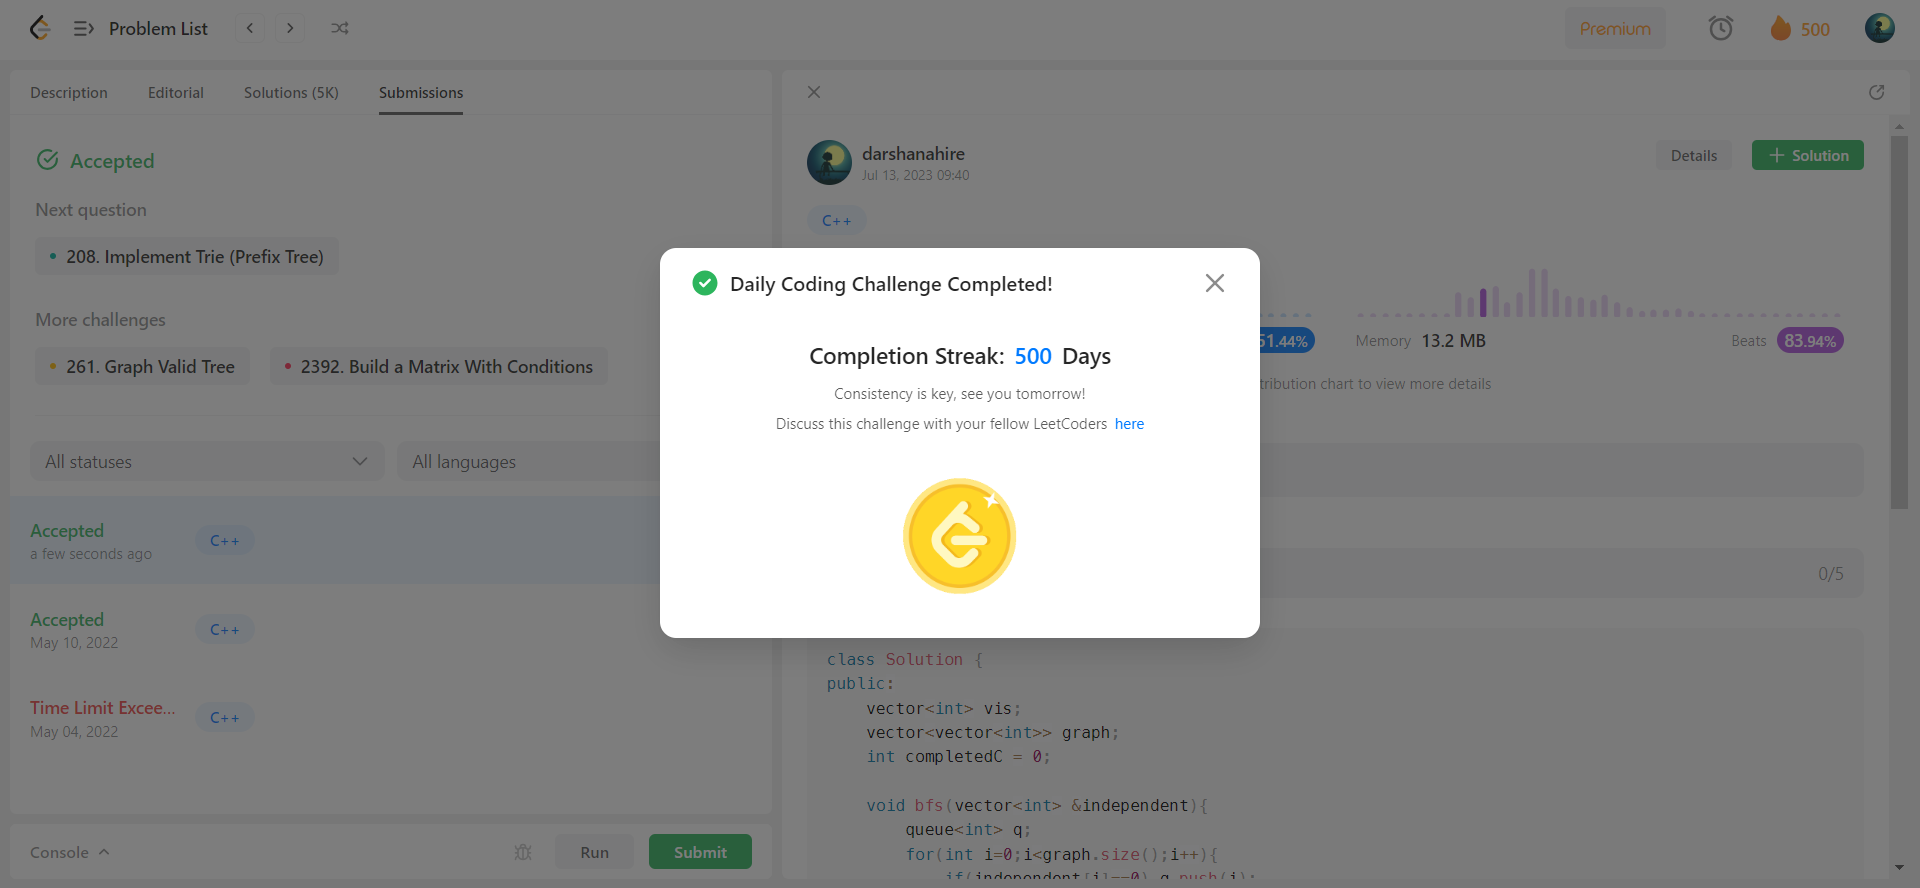 Problem List
Premium
500
Description Editorial Solutions (5K) Submissions
Accepted
Next question
208. Implement Trie (Prefix Tree)
More challenges
261. Graph Valid Tree 2392. Build a Matrix With Conditions
All statuses All languages
Accepted C++
a few seconds ago
Accepted C++
May 10, 2022
Time Limit Excee... C++
May 04, 2022
Console Run Submit
darshanahire
Jul 13, 2023 09:40
Details + Solution
C++
51.44% Memory 13.2 MB Beats 83.94%
tribution chart to view more details
0/5
Daily Coding Challenge Completed!
Completion Streak: 500 Days
Consistency is key, see you tomorrow!
Discuss this challenge with your fellow LeetCoders here
class Solution {
public:
vector<int> vis;
vector<vector<int>> graph;
int completedC = 0;
void bfs(vector<int> &independent){
queue<int> q;
for(int i=0;i<graph.size();i++){
if(independent[i]==0) q.push(i);